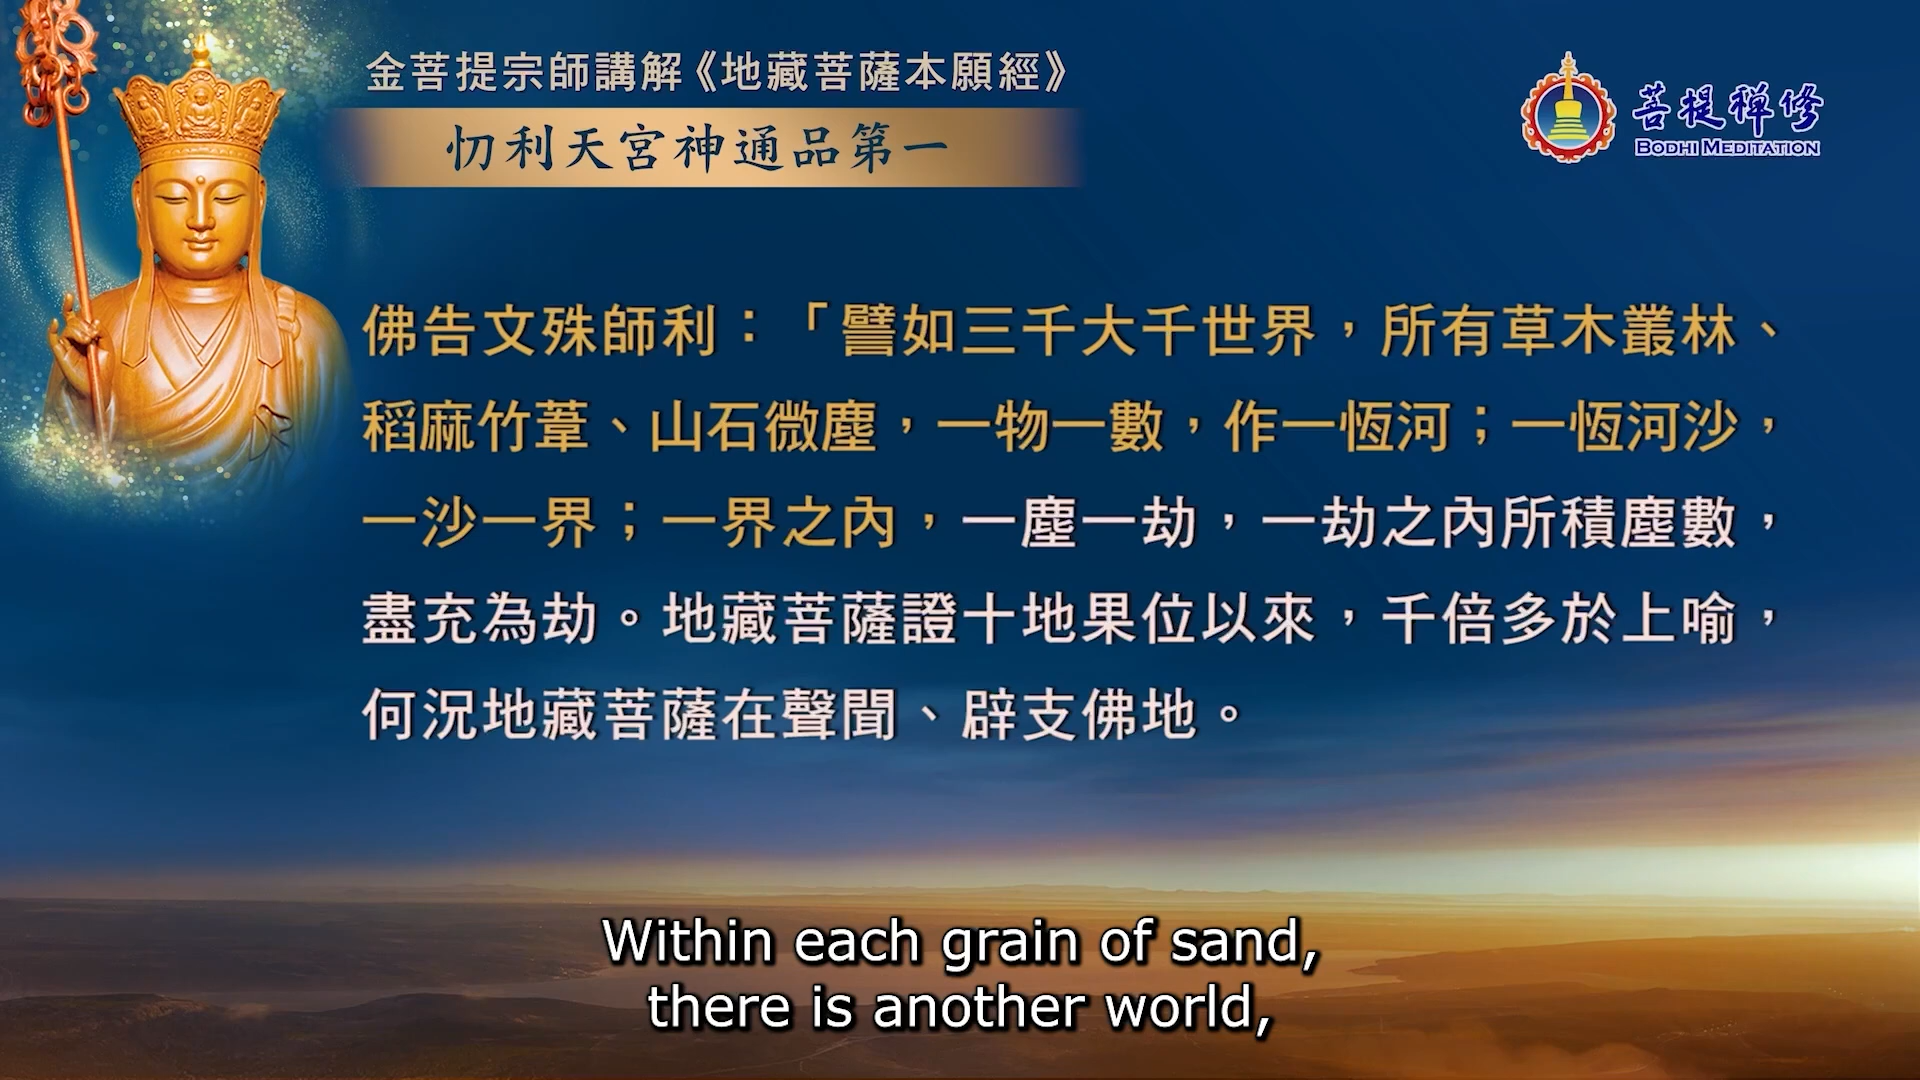 金菩提宗師講解《地藏菩薩本願經》
忉利天宮神通品第一
菩提禪修
BODHI MEDITATION
佛告文殊師利：「譬如三千大千世界，所有草木叢林、
稻麻竹葦、山石微塵，一物一數，作一恆河；一恆河沙，
一沙一界；一界之內，一塵一劫，一劫之內所積塵數，
盡充為劫。地藏菩薩證十地果位以來，千倍多於上喻，
何況地藏菩薩在聲聞、辟支佛地。
Within each grain of sand,
there is another world,